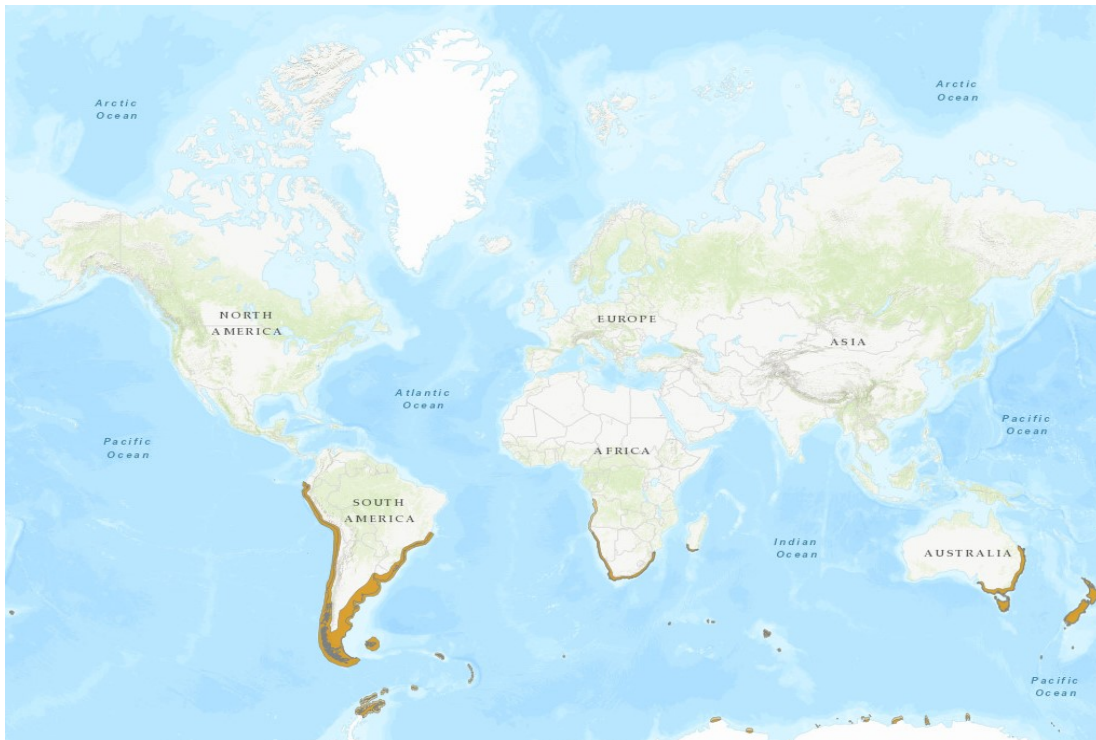 Arctic
Ocean
Arctic
Ocean
NORTH
AMERICA
EUROPE
ASIA
Atlantic
Ocean
Pacific
Ocean
Pacific
Ocean
AFRICA
SOUTH
AMERICA
Indian
Ocean
AUSTRALIA
Pacific
Ocean